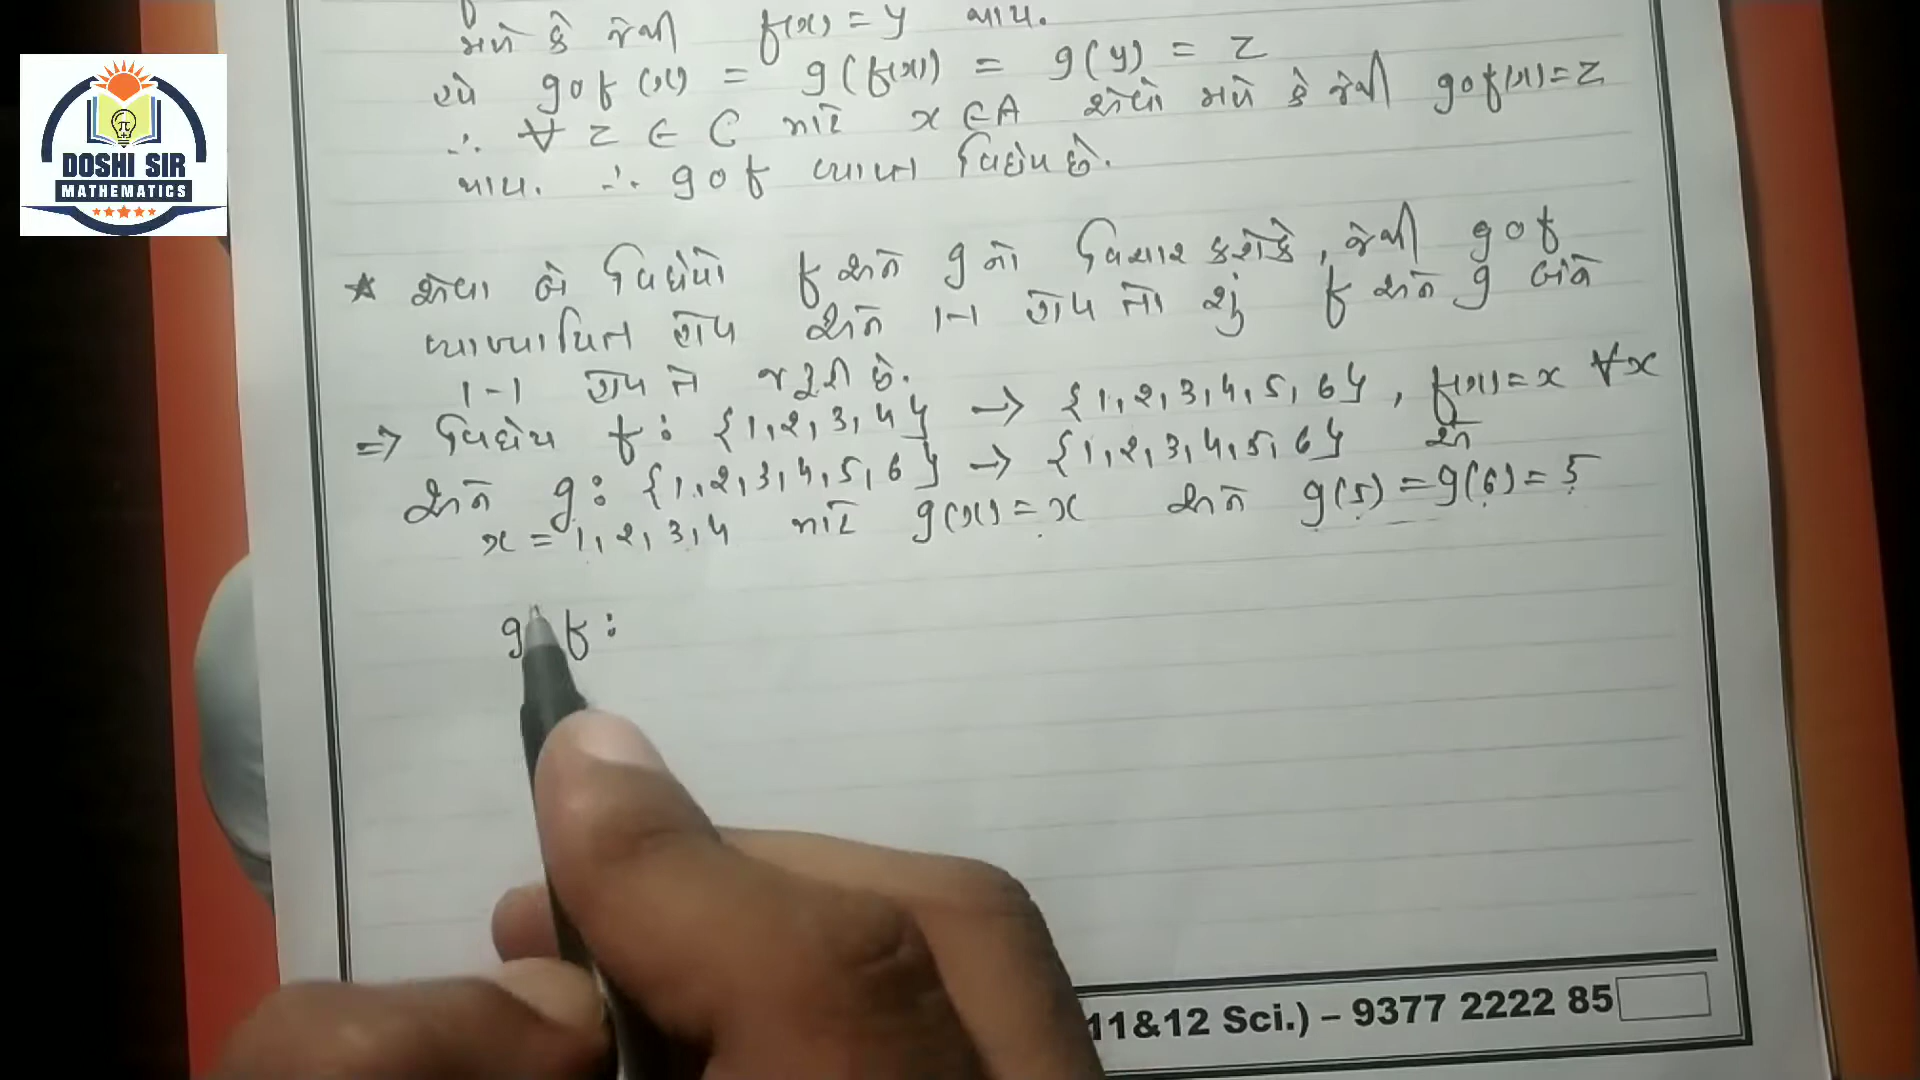 મળે કે જેથી f(x) = y થાય.
હવે gof (x) = g(f(x)) = g(y) = z
∴ ∀ z ∈ C માટે x ∈ A એવો મળે કે જેથી gof(x) = z
થાય. ∴ gof વ્યાપ્ત વિધેય છે.
★ એવા બે વિધેયો f અને g નો વિચાર કરો કે, જેથી gof
વ્યાખ્યાયિત હોય અને 1-1 હોય તો શું f અને g બંને
1-1 હોય તે જરૂરી છે.
⇒ વિધેય f : {1, 2, 3, 4} → {1, 2, 3, 4, 5, 6}, f(x) = x ∀x
અને g : {1, 2, 3, 4, 5, 6} → {1, 2, 3, 4, 5, 6}
x = 1, 2, 3, 4 માટે g(x) = x અને g(5) = g(6) = 5
g f :
DOSHI SIR
MATHEMATICS
11&12 Sci.) – 9377 2222 85